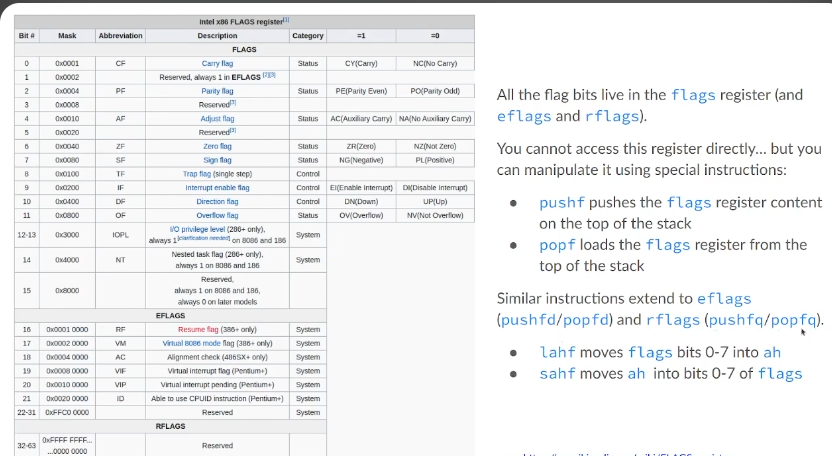 Intel x86 FLAGS register[1]
Bit # Mask Abbreviation Description Category =1 =0
FLAGS
0 0x0001 CF Carry flag Status CY(Carry) NC(No Carry)
1 0x0002 Reserved, always 1 in EFLAGS [2][3]
2 0x0004 PF Parity flag Status PE(Parity Even) PO(Parity Odd)
3 0x0008 Reserved[3]
4 0x0010 AF Adjust flag Status AC(Auxiliary Carry) NA(No Auxiliary Carry)
5 0x0020 Reserved[3]
6 0x0040 ZF Zero flag Status ZR(Zero) NZ(Not Zero)
7 0x0080 SF Sign flag Status NG(Negative) PL(Positive)
8 0x0100 TF Trap flag (single step) Control
9 0x0200 IF Interrupt enable flag Control EI(Enable Interrupt) DI(Disable Interrupt)
10 0x0400 DF Direction flag Control DN(Down) UP(Up)
11 0x0800 OF Overflow flag Status OV(Overflow) NV(Not Overflow)
12-13 0x3000 IOPL I/O privilege level (286+ only),
always 1[clarification needed] on 8086 and 186 System
14 0x4000 NT Nested task flag (286+ only),
always 1 on 8086 and 186 System
15 0x8000 Reserved,
always 1 on 8086 and 186,
always 0 on later models
EFLAGS
16 0x0001 0000 RF Resume flag (386+ only) System
17 0x0002 0000 VM Virtual 8086 mode flag (386+ only) System
18 0x0004 0000 AC Alignment check (486SX+ only) System
19 0x0008 0000 VIF Virtual interrupt flag (Pentium+) System
20 0x0010 0000 VIP Virtual interrupt pending (Pentium+) System
21 0x0020 0000 ID Able to use CPUID instruction (Pentium+) System
22-31 0xFFC0 0000 Reserved System
RFLAGS
32-63 0xFFFF FFFF...
...0000 0000 Reserved
All the flag bits live in the flags register (and
eflags and rflags).
You cannot access this register directly... but you
can manipulate it using special instructions:
● pushf pushes the flags register content
on the top of the stack
● popf loads the flags register from the
top of the stack
Similar instructions extend to eflags
(pushfd/popfd) and rflags (pushfq/popfq).
● lahf moves flags bits 0-7 into ah
● sahf moves ah into bits 0-7 of flags